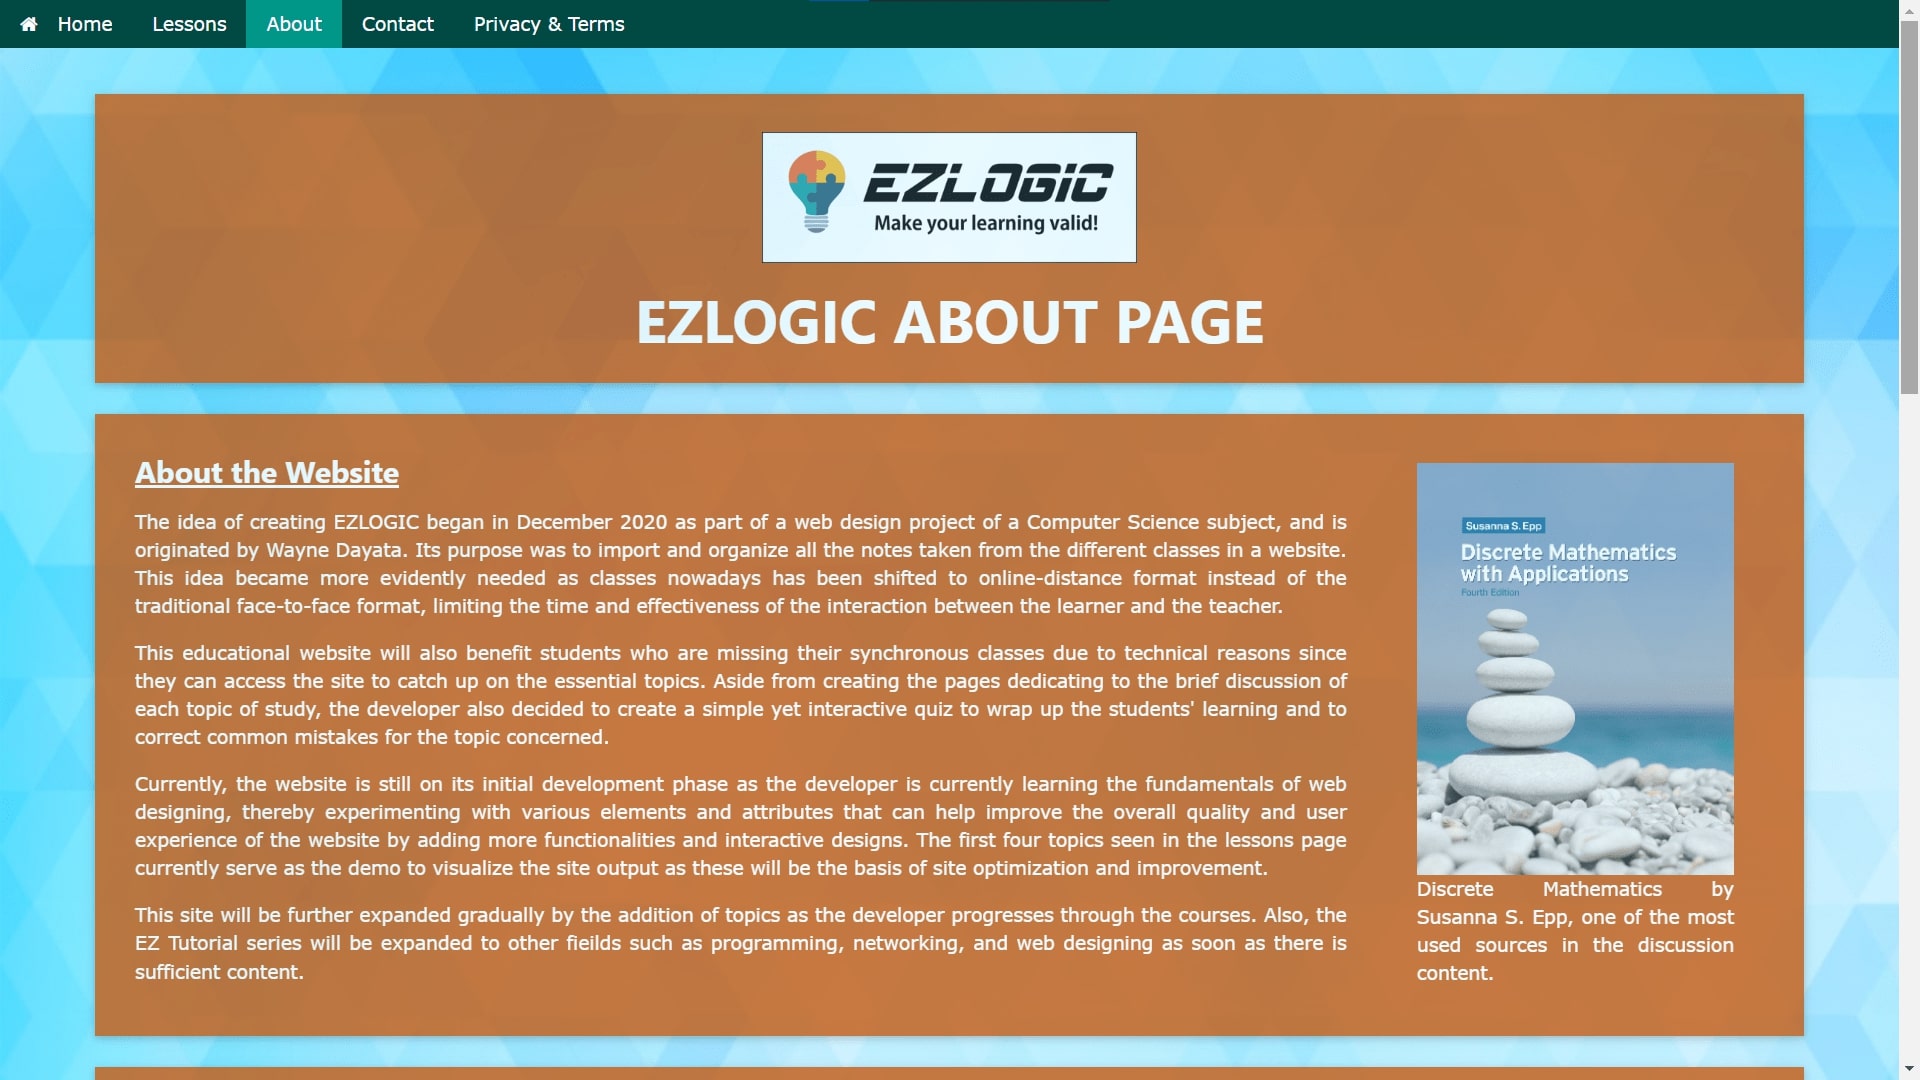 Home Lessons About Contact Privacy & Terms
EZLOGIC
Make your learning valid!
EZLOGIC ABOUT PAGE
About the Website
The idea of creating EZLOGIC began in December 2020 as part of a web design project of a Computer Science subject, and is
originated by Wayne Dayata. Its purpose was to import and organize all the notes taken from the different classes in a website.
This idea became more evidently needed as classes nowadays has been shifted to online-distance format instead of the
traditional face-to-face format, limiting the time and effectiveness of the interaction between the learner and the teacher.
This educational website will also benefit students who are missing their synchronous classes due to technical reasons since
they can access the site to catch up on the essential topics. Aside from creating the pages dedicating to the brief discussion of
each topic of study, the developer also decided to create a simple yet interactive quiz to wrap up the students' learning and to
correct common mistakes for the topic concerned.
Currently, the website is still on its initial development phase as the developer is currently learning the fundamentals of web
designing, thereby experimenting with various elements and attributes that can help improve the overall quality and user
experience of the website by adding more functionalities and interactive designs. The first four topics seen in the lessons page
currently serve as the demo to visualize the site output as these will be the basis of site optimization and improvement.
This site will be further expanded gradually by the addition of topics as the developer progresses through the courses. Also, the
EZ Tutorial series will be expanded to other fieilds such as programming, networking, and web designing as soon as there is
sufficient content.
Susanna S. Epp
Discrete Mathematics
with Applications
Fourth Edition
Discrete Mathematics by
Susanna S. Epp, one of the most
used sources in the discussion
content.